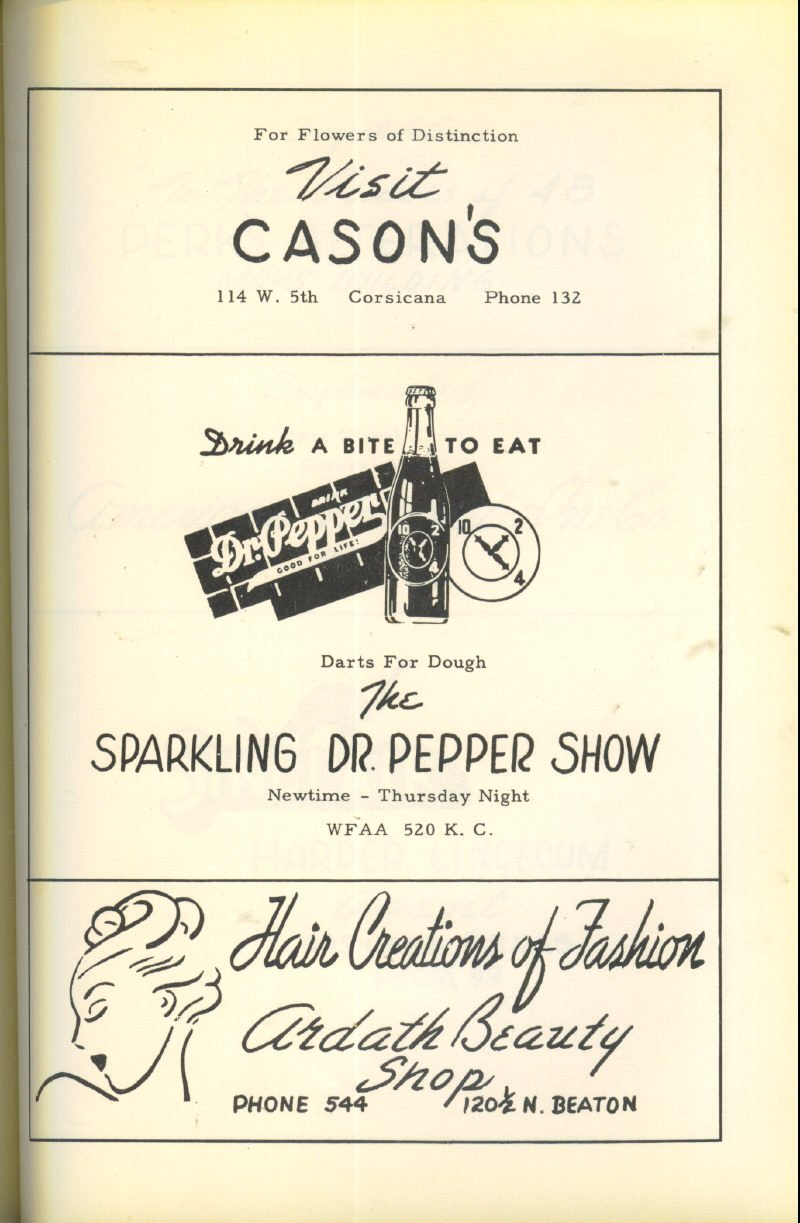 For Flowers of Distinction
Visit
CASON'S
114 W. 5th Corsicana Phone 132
Drink A BITE TO EAT
DRINK
Dr. Pepper
GOOD FOR LIFE!
10 2 4
10 2 4
Darts For Dough
The
SPARKLING DR. PEPPER SHOW
Newtime - Thursday Night
WFAA 520 K. C.
Hair Creations of Fashion
Ardath Beauty
Shop
PHONE 544 120½ N. BEATON